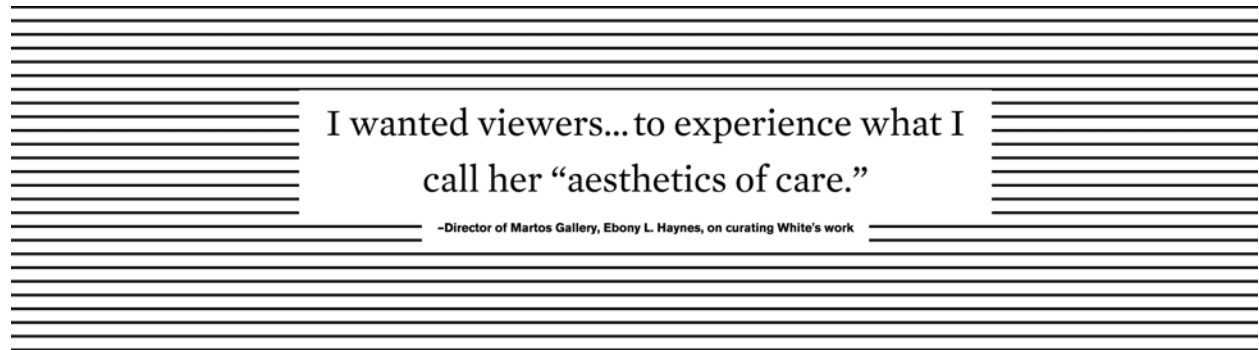 I wanted viewers... to experience what I
call her “aesthetics of care.”
–Director of Martos Gallery, Ebony L. Haynes, on curating White’s work